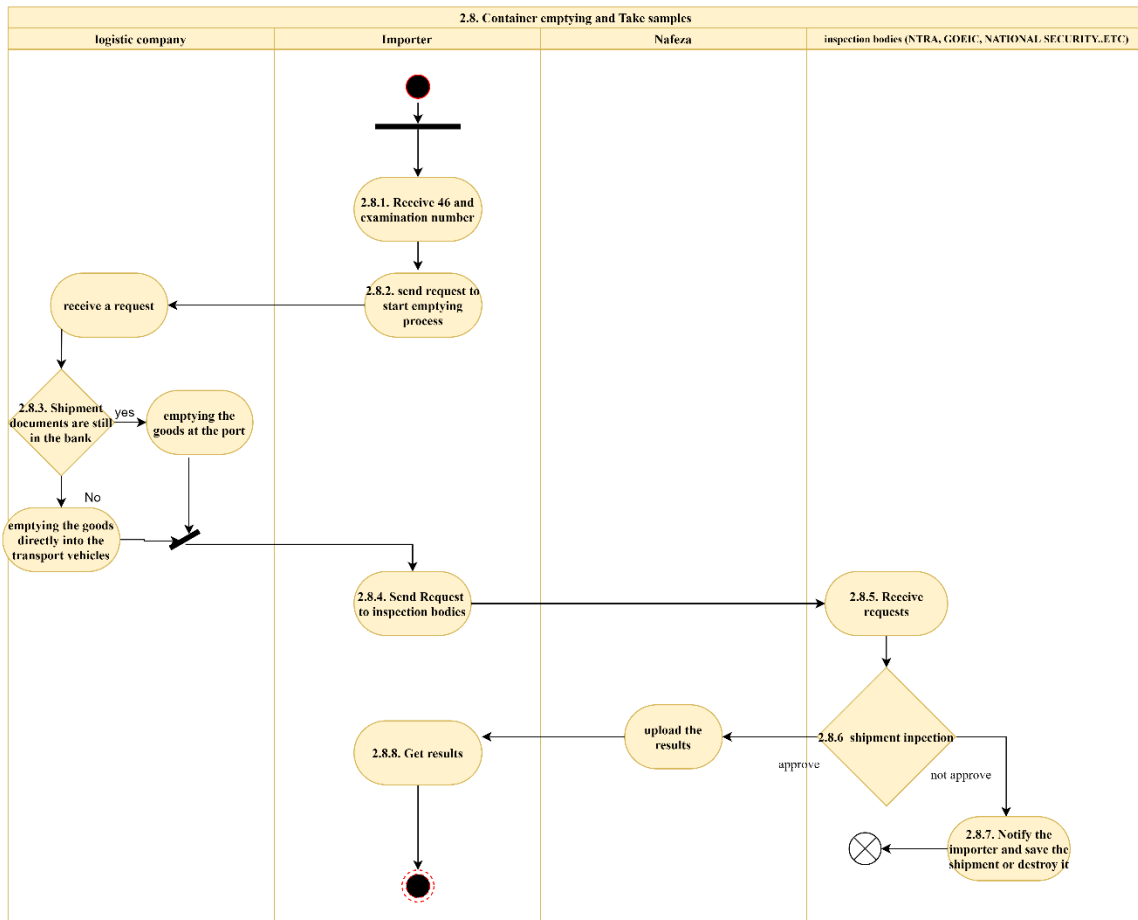 2.8. Container emptying and Take samples
logistic company
Importer
Nafeza
inspection bodies (NTRA, GOEIC, NATIONAL SECURITY..ETC)
2.8.1. Receive 46 and
examination number
2.8.2. send request to
start emptying
process
receive a request
2.8.3. Shipment
documents are still
in the bank
yes
emptying the
goods at the port
No
emptying the goods
directly into the
transport vehicles
2.8.4. Send Request
to inspection bodies
2.8.5. Receive
requests
2.8.6 shipment inpection
approve
not approve
upload the
results
2.8.8. Get results
2.8.7. Notify the
importer and save the
shipment or destroy it